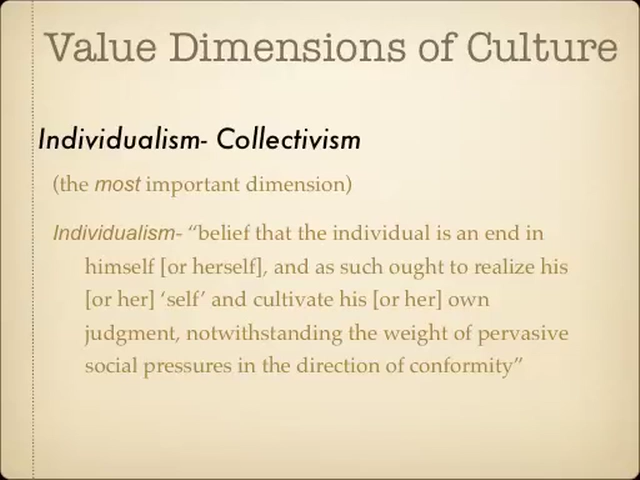 Value Dimensions of Culture
Individualism- Collectivism
(the most important dimension)
Individualism- “belief that the individual is an end in
himself [or herself], and as such ought to realize his
[or her] ‘self’ and cultivate his [or her] own
judgment, notwithstanding the weight of pervasive
social pressures in the direction of conformity”